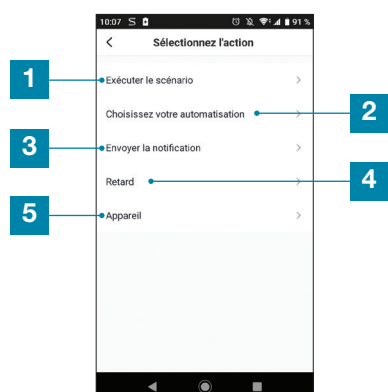 10:07 S 91 %
Sélectionnez l'action
1
Exécuter le scénario
Choisissez votre automatisation
2
3
Envoyer la notification
Retard
4
5
Appareil